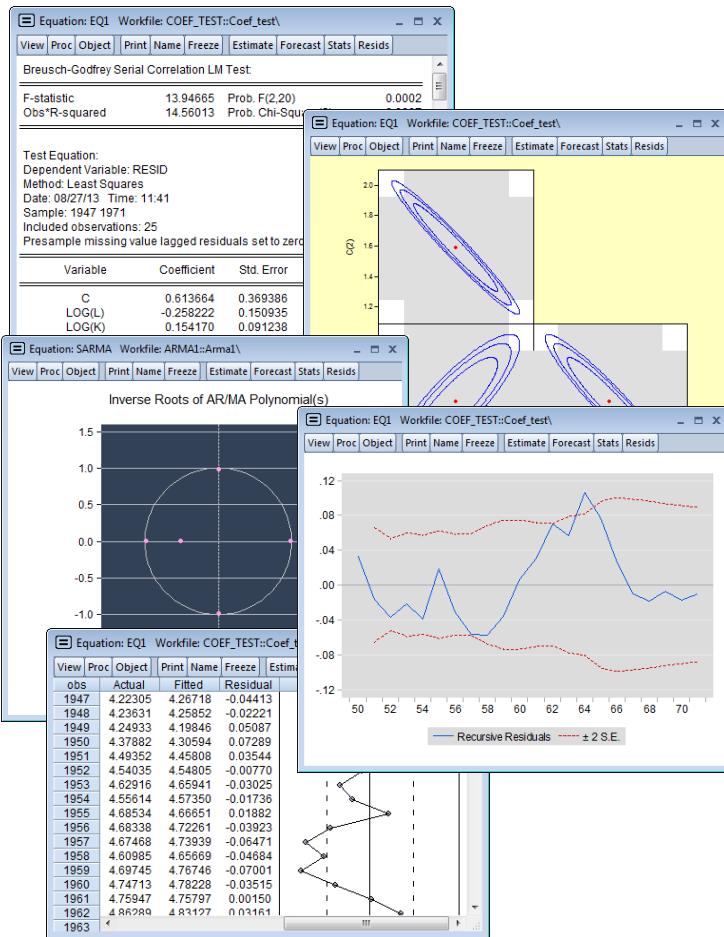 Equation: EQ1 Workfile: COEF_TEST::Coef_test\
View Proc Object Print Name Freeze Estimate Forecast Stats Resids
Breusch-Godfrey Serial Correlation LM Test:
F-statistic 13.94665 Prob. F(2,20) 0.0002
Obs*R-squared 14.56013
Test Equation:
Dependent Variable: RESID
Method: Least Squares
Date: 08/27/13 Time: 11:41
Sample: 1947 1971
Included observations: 25
Presample missing value lagged residuals set to zero
Variable Coefficient Std. Error
C 0.613664 0.369386
LOG(L) -0.258222 0.150935
LOG(K) 0.154170 0.091238
Equation: EQ1 Workfile: COEF_TEST::Coef_test\
View Proc Object Print Name Freeze Estimate Forecast Stats Resids
2.0
1.8
1.6
1.4
1.2
C(2)
Equation: SARMA Workfile: ARMA1::Arma1\
View Proc Object Print Name Freeze Estimate Forecast Stats Resids
Inverse Roots of AR/MA Polynomial(s)
1.5
1.0
0.5
0.0
-0.5
-1.0
Equation: EQ1 Workfile: COEF_TEST::Coef_test\
View Proc Object Print Name Freeze Estimate Forecast Stats Resids
.12
.08
.04
.00
-.04
-.08
-.12
50 52 54 56 58 60 62 64 66 68 70
Recursive Residuals ± 2 S.E.
Equation: EQ1 Workfile: COEF_TEST::Coef_t
View Proc Object Print Name Freeze
obs Actual Fitted Residual
1947 4.22305 4.26718 -0.04413
1948 4.23631 4.25852 -0.02221
1949 4.24933 4.19846 0.05087
1950 4.37882 4.30594 0.07289
1951 4.49352 4.45808 0.03544
1952 4.54035 4.54805 -0.00770
1953 4.62916 4.65941 -0.03025
1954 4.55614 4.57350 -0.01736
1955 4.68534 4.66651 0.01882
1956 4.68338 4.72261 -0.03923
1957 4.67468 4.73939 -0.06471
1958 4.60985 4.65669 -0.04684
1959 4.69745 4.76746 -0.07001
1960 4.74713 4.78228 -0.03515
1961 4.75947 4.75797 0.00150
1962 4.86289 4.83127 0.03161
1963